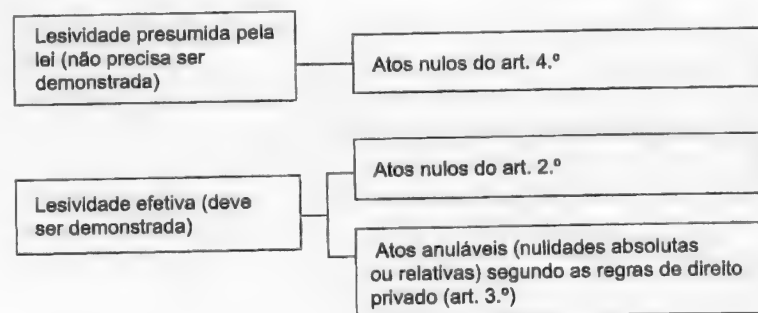 Lesividade presumida pela
lei (não precisa ser
demonstrada)
Atos nulos do art. 4.º
Lesividade efetiva (deve
ser demonstrada)
Atos nulos do art. 2.º
Atos anuláveis (nulidades absolutas
ou relativas) segundo as regras de direito
privado (art. 3.º)